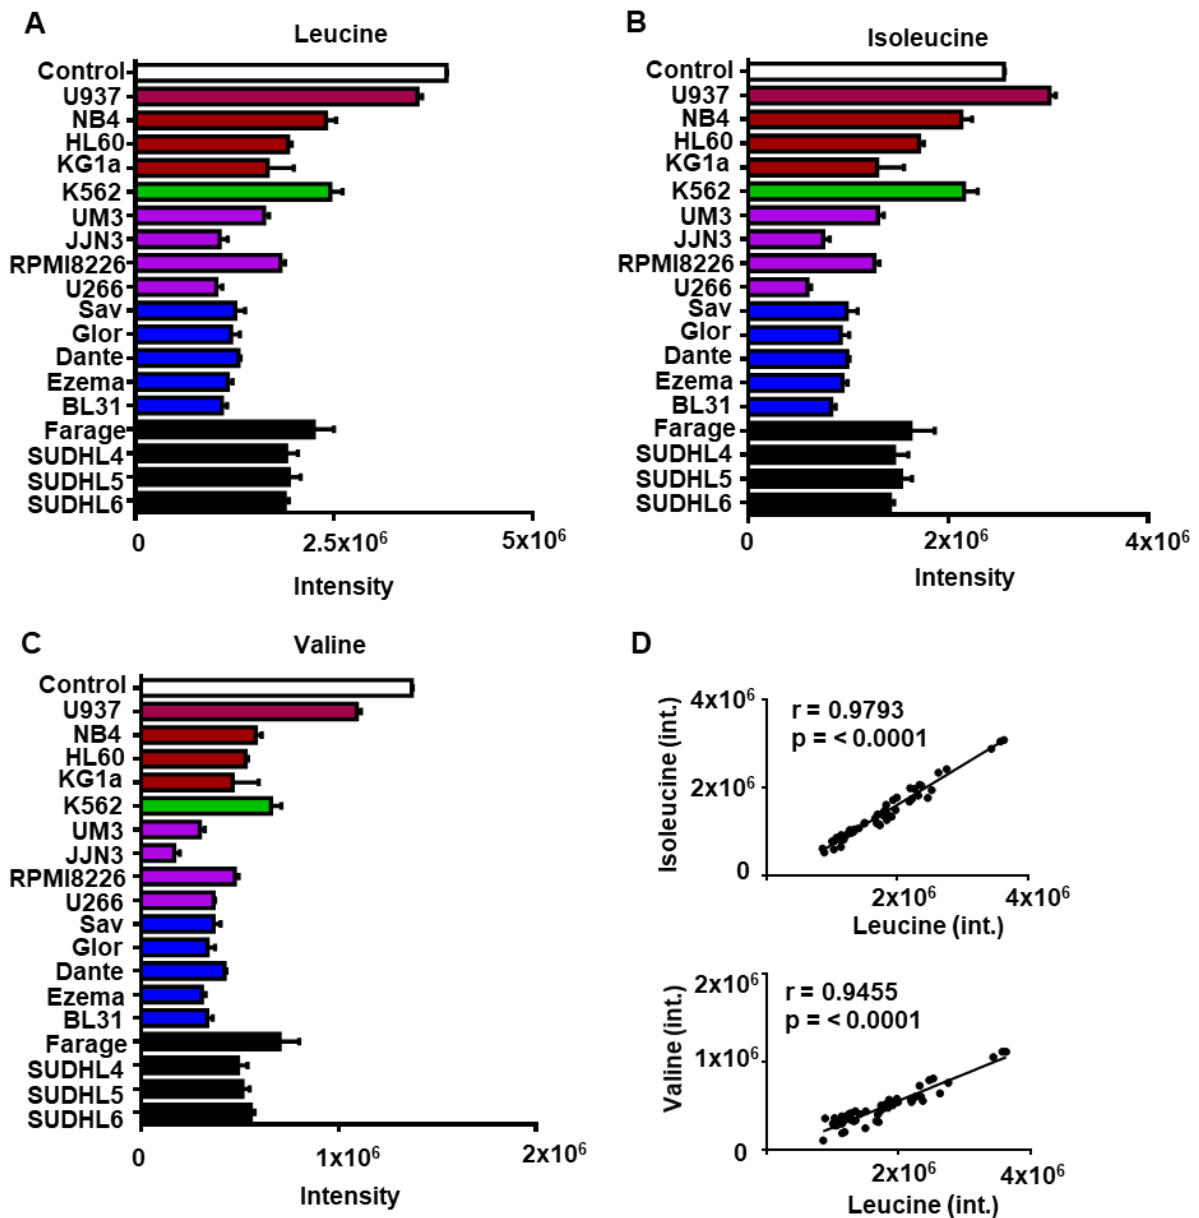 A
Leucine
Control
U937
NB4
HL60
KG1a
K562
UM3
JJN3
RPMI8226
U266
Sav
Glor
Dante
Ezema
BL31
Farage
SUDHL4
SUDHL5
SUDHL6
0 2.5x10⁶ 5x10⁶
Intensity
B
Isoleucine
Control
U937
NB4
HL60
KG1a
K562
UM3
JJN3
RPMI8226
U266
Sav
Glor
Dante
Ezema
BL31
Farage
SUDHL4
SUDHL5
SUDHL6
0 2x10⁶ 4x10⁶
Intensity
C
Valine
Control
U937
NB4
HL60
KG1a
K562
UM3
JJN3
RPMI8226
U266
Sav
Glor
Dante
Ezema
BL31
Farage
SUDHL4
SUDHL5
SUDHL6
0 1x10⁶ 2x10⁶
Intensity
D
Isoleucine (int.)
4x10⁶
2x10⁶
0
r = 0.9793
p = < 0.0001
2x10⁶ 4x10⁶
Leucine (int.)
Valine (int.)
2x10⁶
1x10⁶
0
r = 0.9455
p = < 0.0001
2x10⁶ 4x10⁶
Leucine (int.)